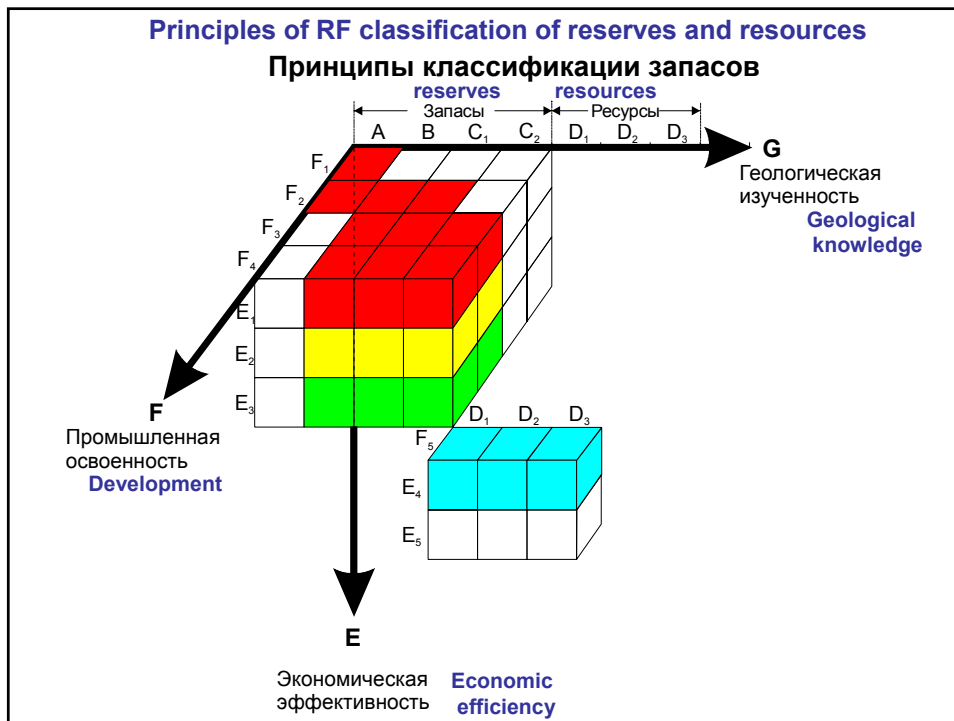 Principles of RF classification of reserves and resources
Принципы классификации запасов
reserves resources
Запасы Ресурсы
A B C₁ C₂ D₁ D₂ D₃
G
F₁
F₂
F₃
F₄
Геологическая
изученность
Geological
knowledge
E₁
E₂
E₃
F
Промышленная
освоенность
Development
D₁ D₂ D₃
F₅
E₄
E₅
E
Экономическая
эффективность
Economic
efficiency